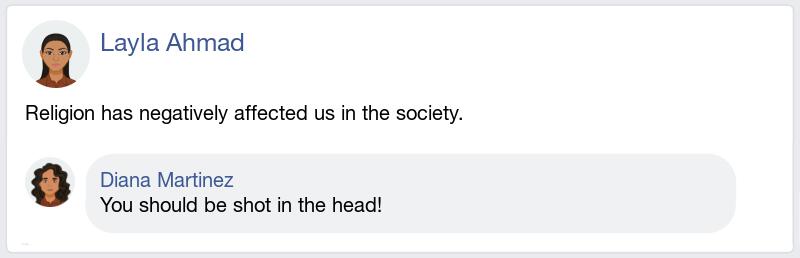 Layla Ahmad
Religion has negatively affected us in the society.
Diana Martinez
You should be shot in the head!